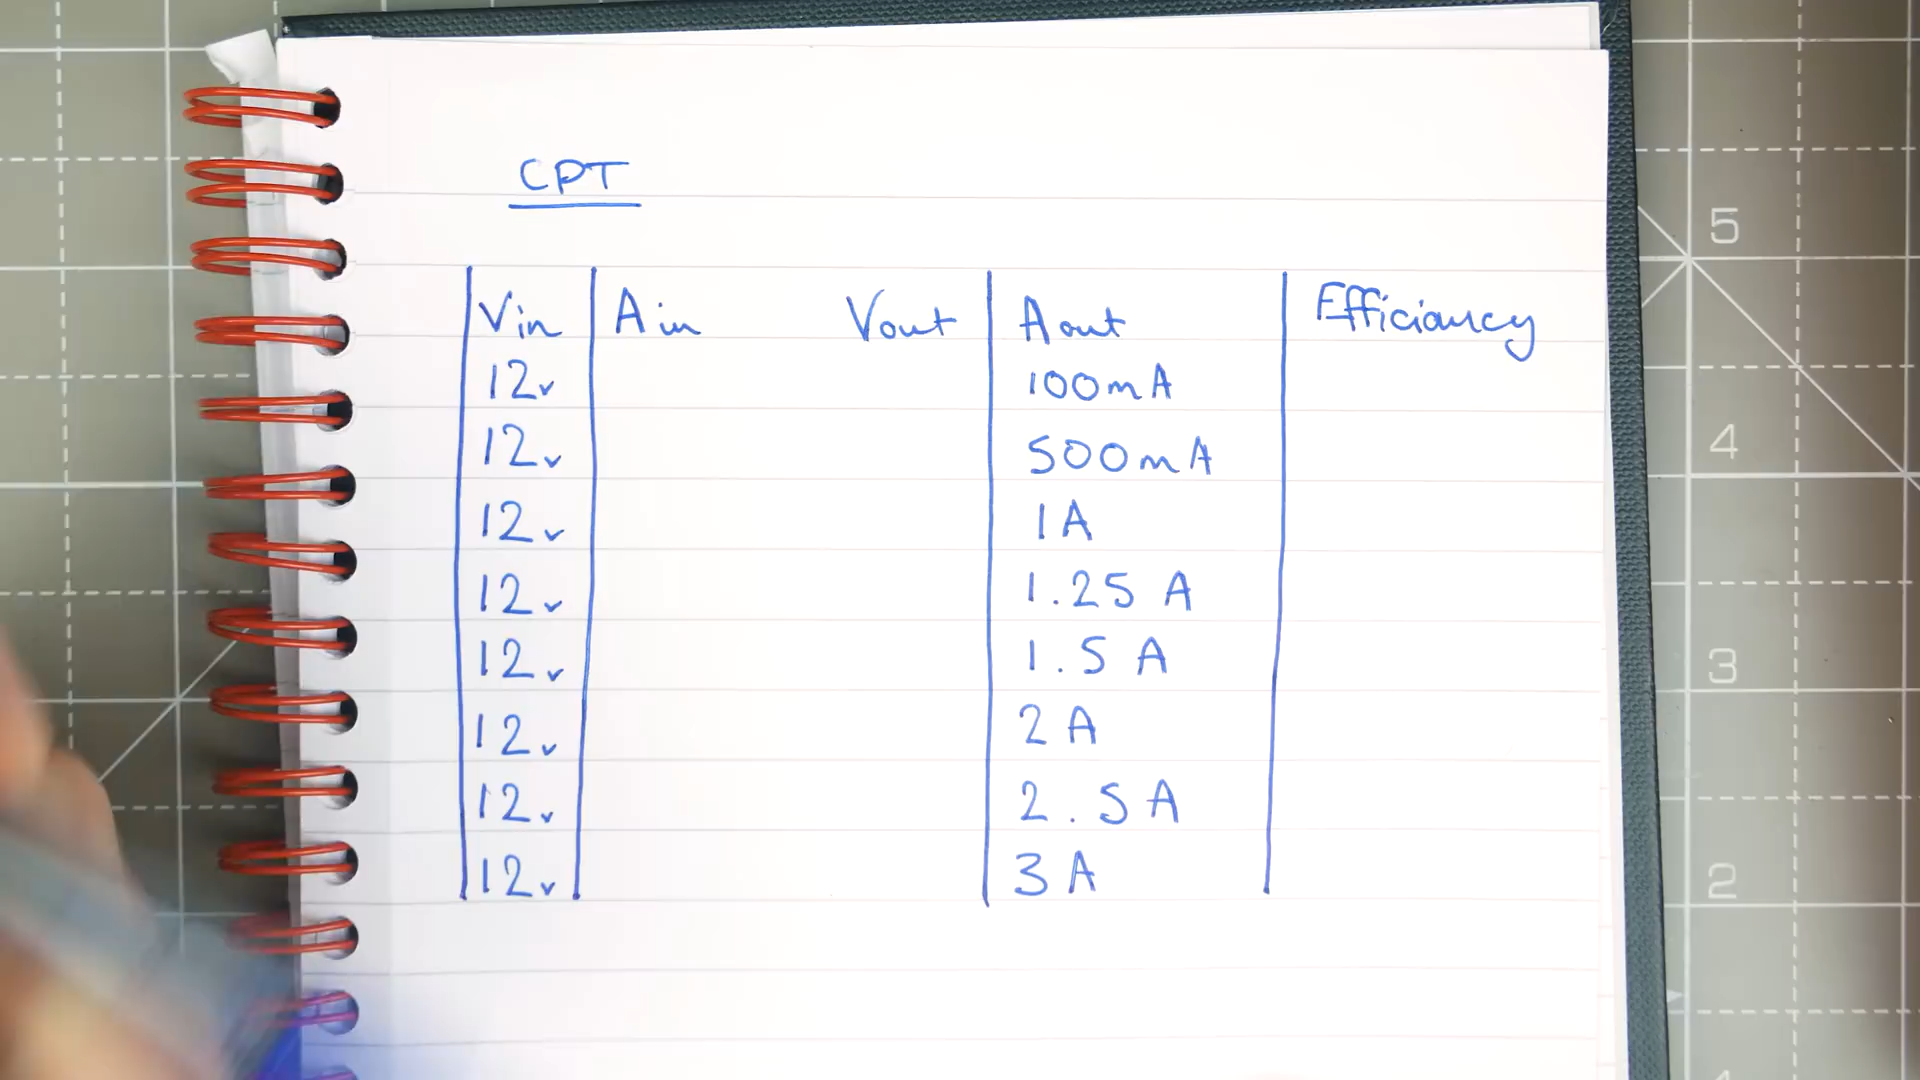 CPT
Vin Ain Vout Aout Efficiancy
12v 100mA
12v 500mA
12v 1A
12v 1.25 A
12v 1.5 A
12v 2 A
12v 2.5A
12v 3 A
5
4
3
2